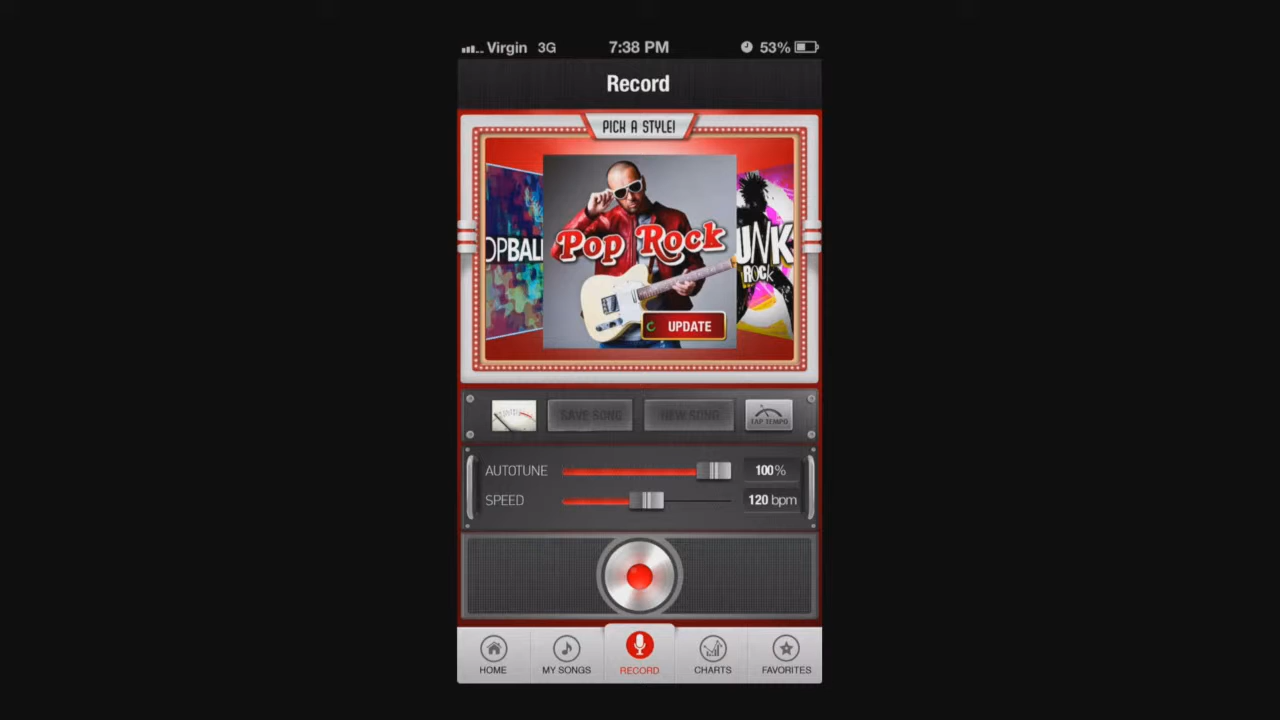 Virgin 3G 7:38 PM 53%
Record
PICK A STYLE!
OPBALL
Pop Rock
UNK
ROCK
UPDATE
SAVE SONG NEW SONG TAP TEMPO
AUTOTUNE 100%
SPEED 120 bpm
HOME MY SONGS RECORD CHARTS FAVORITES